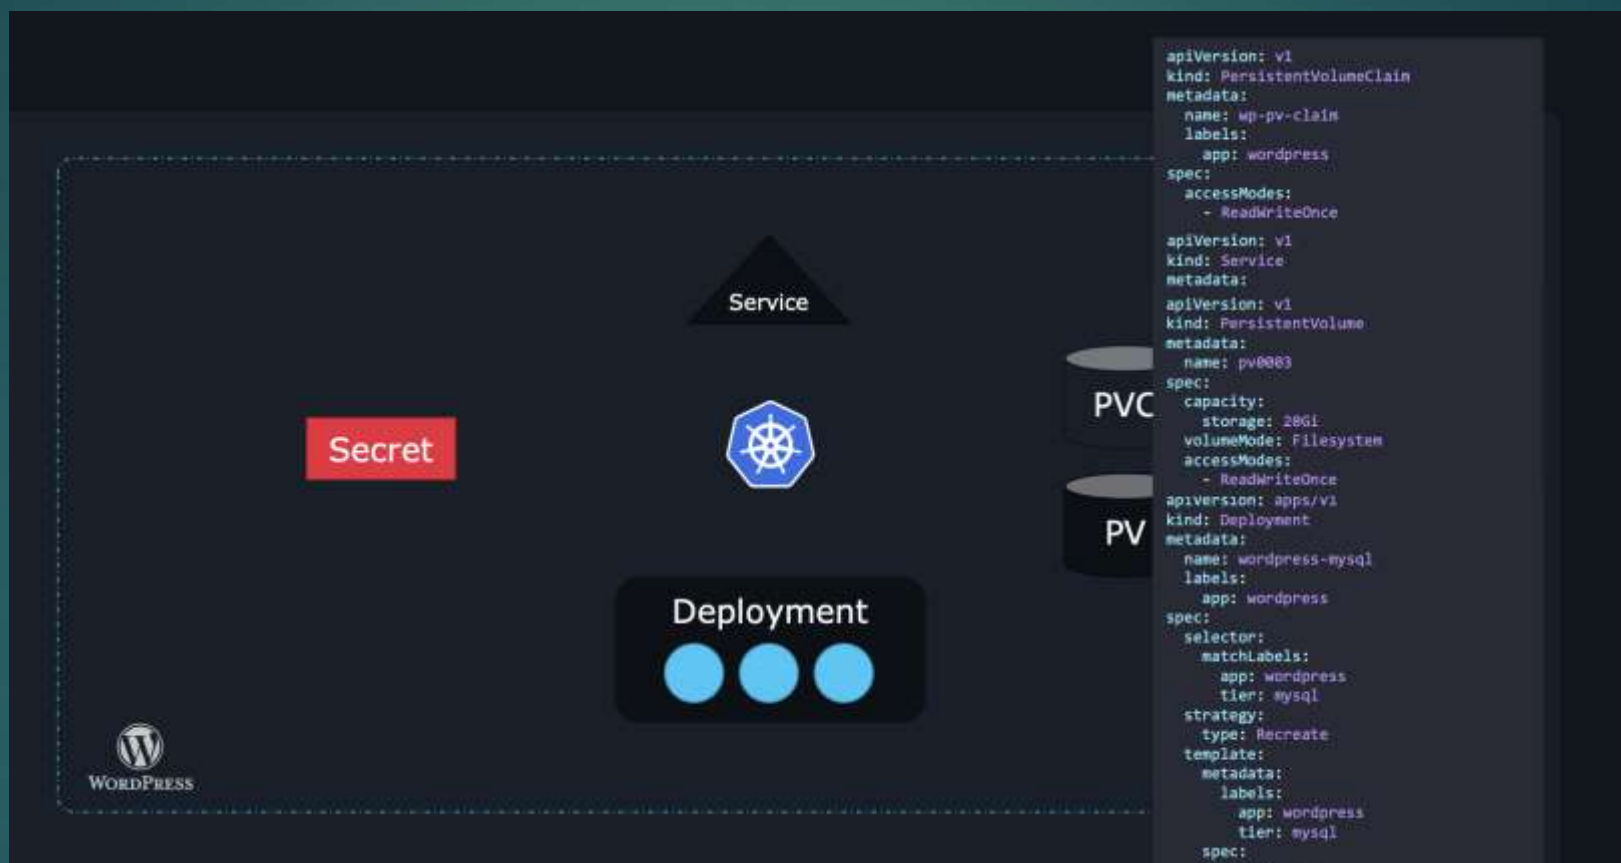 Service
Secret
PVC
PV
Deployment
WORDPRESS
apiVersion: v1
kind: PersistentVolumeClaim
metadata:
  name: wp-pv-claim
  labels:
    app: wordpress
spec:
  accessModes:
    - ReadWriteOnce
apiVersion: v1
kind: Service
metadata:
apiVersion: v1
kind: PersistentVolume
metadata:
  name: pv0003
spec:
  capacity:
    storage: 20Gi
  volumeMode: Filesystem
  accessModes:
    - ReadWriteOnce
apiVersion: apps/v1
kind: Deployment
metadata:
  name: wordpress-mysql
  labels:
    app: wordpress
spec:
  selector:
    matchLabels:
      app: wordpress
      tier: mysql
  strategy:
    type: Recreate
  template:
    metadata:
      labels:
        app: wordpress
        tier: mysql
    spec: